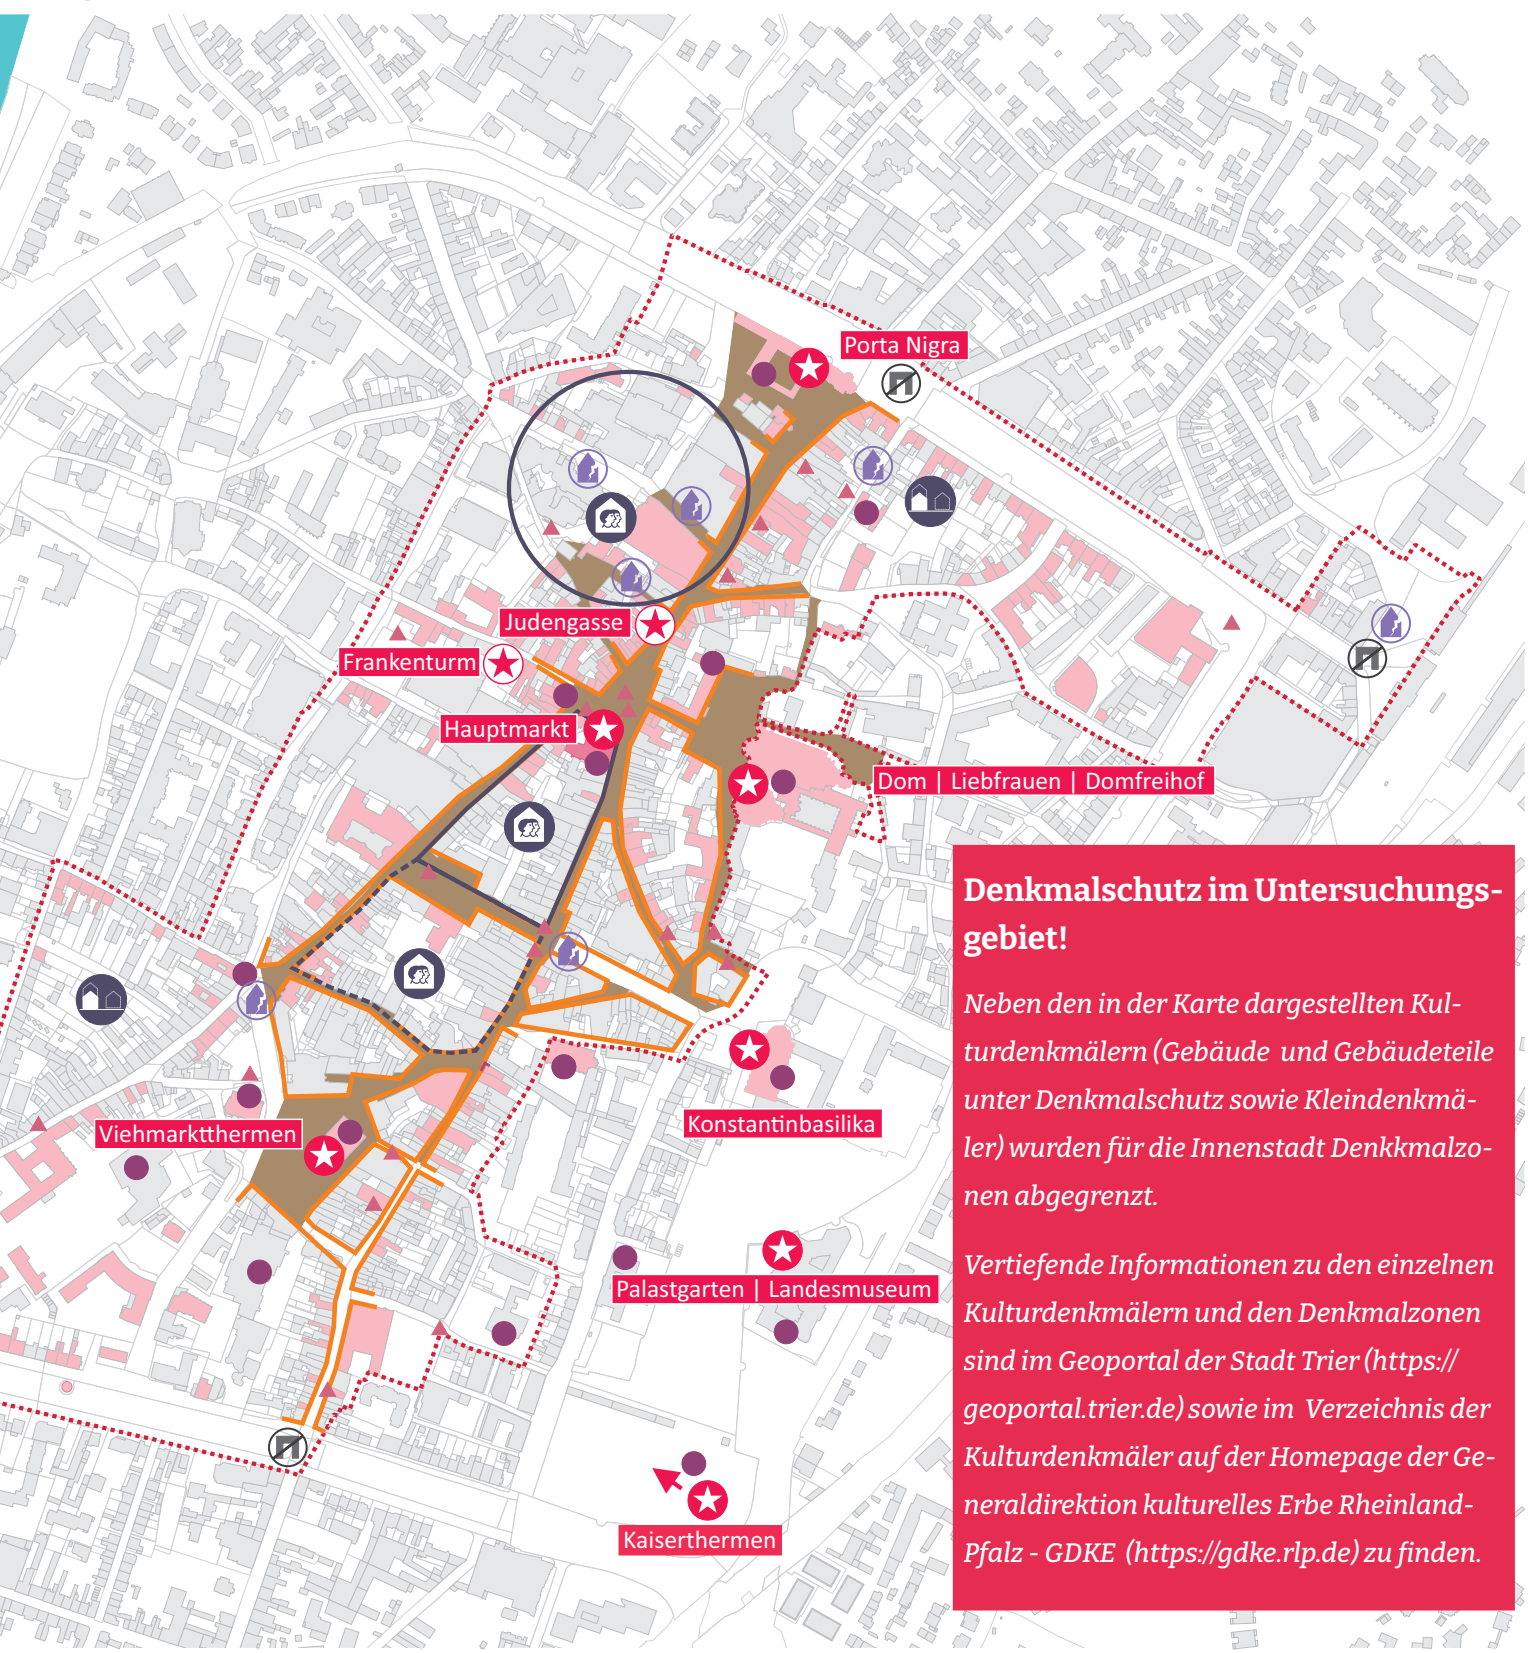 Porta Nigra
Judengasse
Frankenturm
Hauptmarkt
Dom | Liebfrauen | Domfreihof
Denkmalschutz im Untersuchungs-
gebiet!
Neben den in der Karte dargestellten Kul-
turdenkmälern (Gebäude und Gebäudeteile
unter Denkmalschutz sowie Kleindenkmä-
ler) wurden für die Innenstadt Denkkmalzo-
nen abgegrenzt.
Vertiefende Informationen zu den einzelnen
Kulturdenkmälern und den Denkmalzonen
sind im Geoportal der Stadt Trier (https://
geoportal.trier.de) sowie im Verzeichnis der
Kulturdenkmäler auf der Homepage der Ge-
neraldirektion kulturelles Erbe Rheinland-
Pfalz - GDKE (https://gdke.rlp.de) zu finden.
Konstantinbasilika
Viehmarktthermen
Palastgarten | Landesmuseum
Kaiserthermen